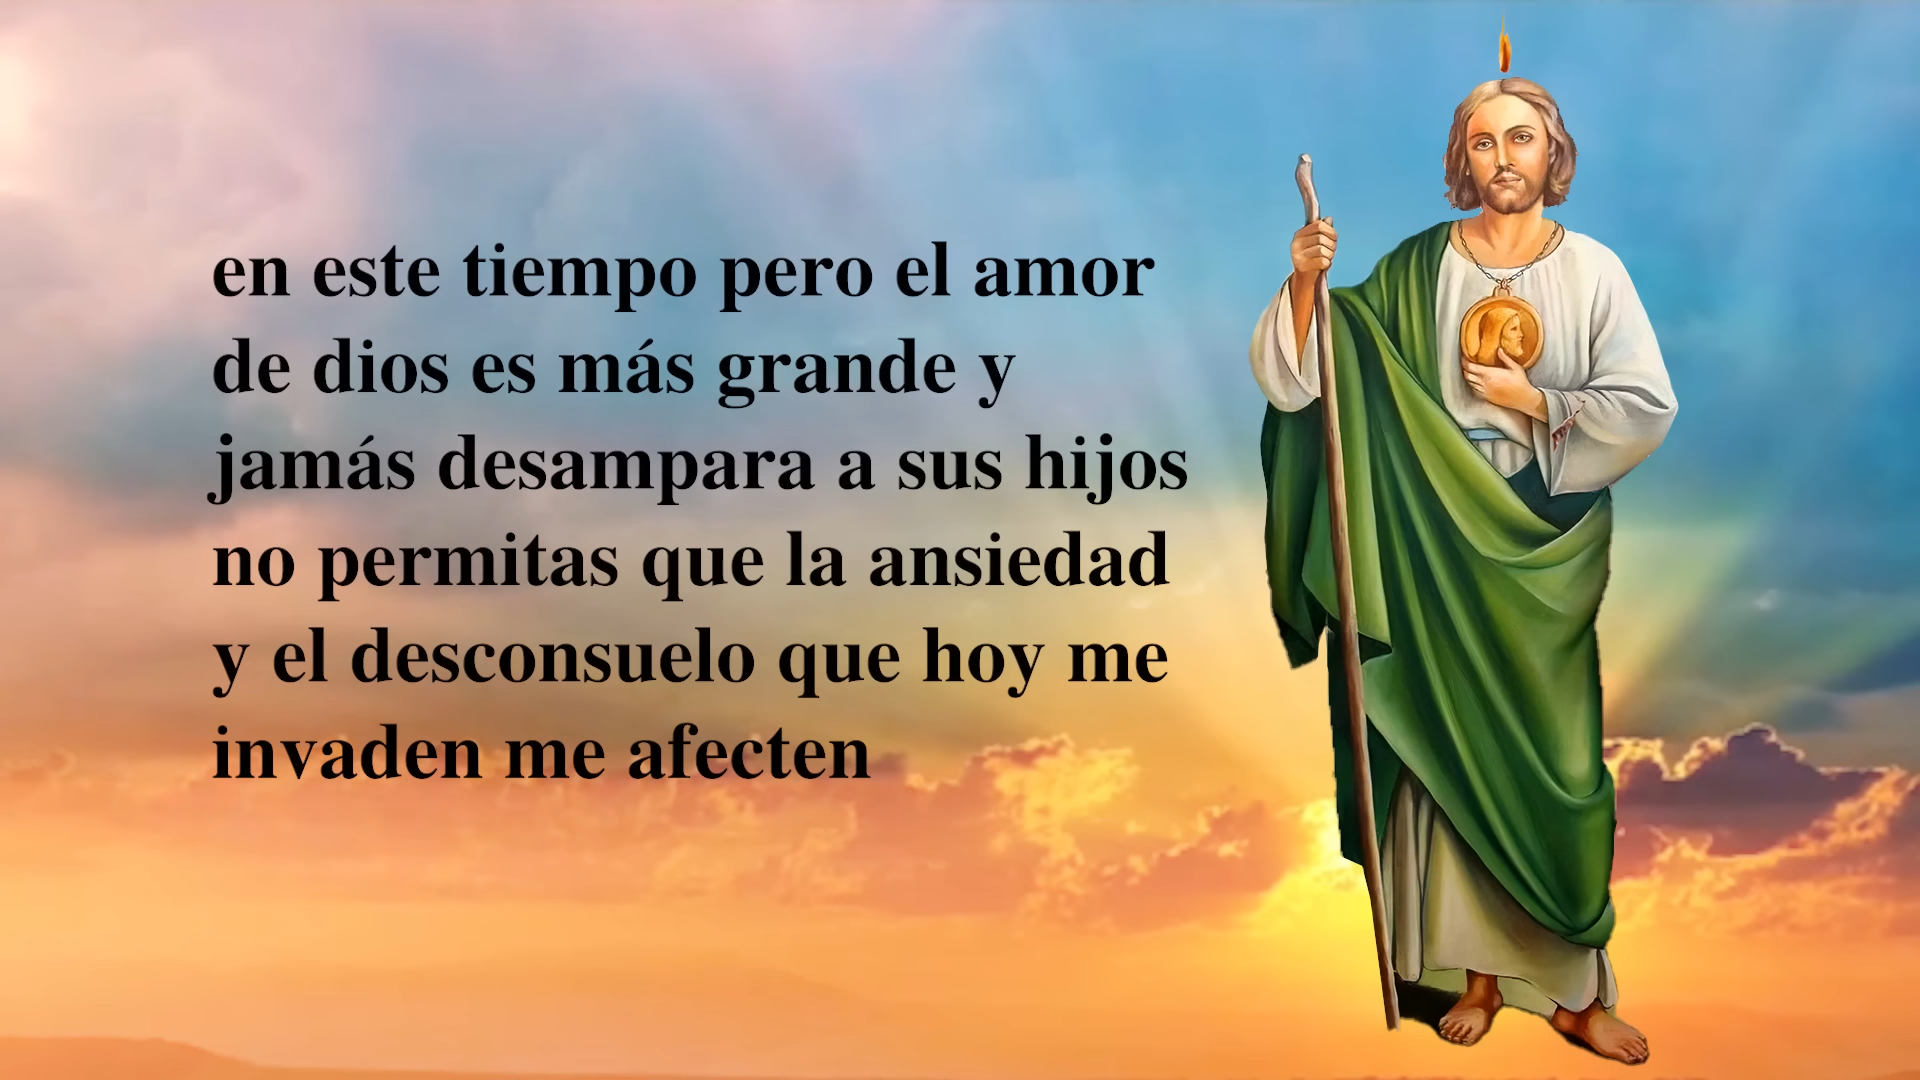 en este tiempo pero el amor
de dios es más grande y
jamás desampara a sus hijos
no permitas que la ansiedad
y el desconsuelo que hoy me
invaden me afecten